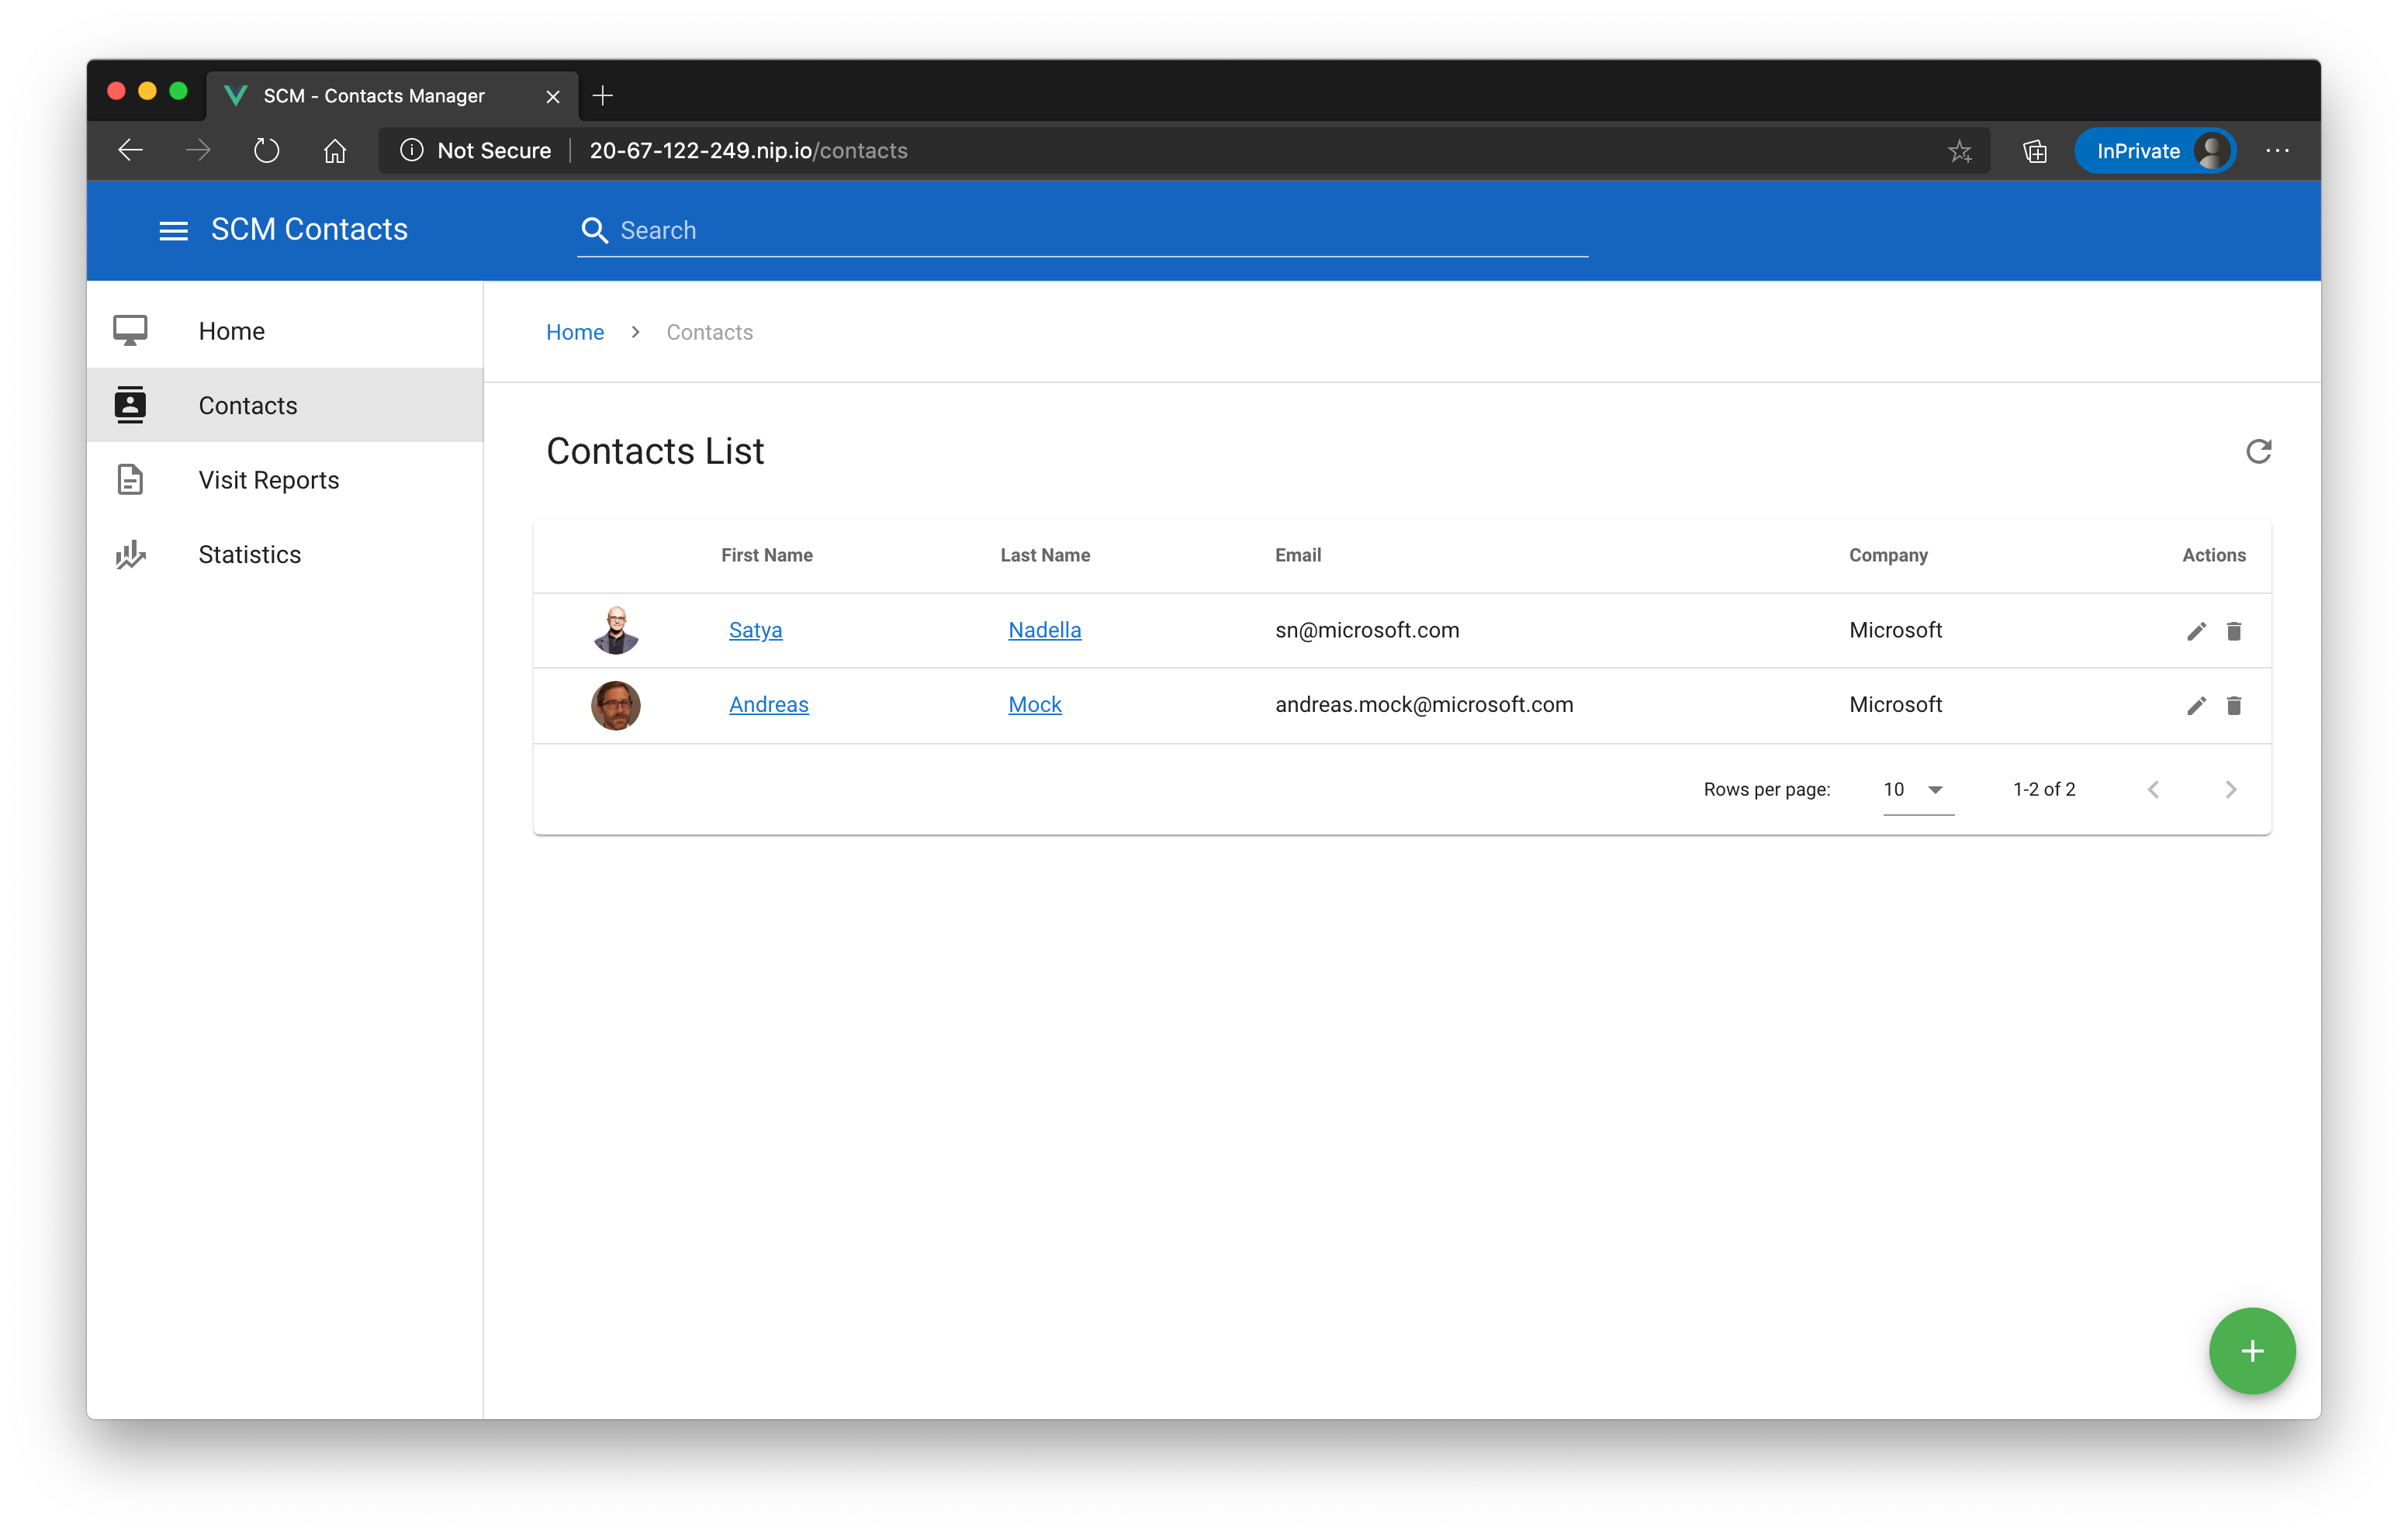 SCM - Contacts Manager
Not Secure 20-67-122-249.nip.io/contacts InPrivate
SCM Contacts Search
Home
Contacts
Visit Reports
Statistics
Home Contacts
Contacts List
First Name Last Name Email Company Actions
Satya Nadella sn@microsoft.com Microsoft
Andreas Mock andreas.mock@microsoft.com Microsoft
Rows per page: 10 1-2 of 2